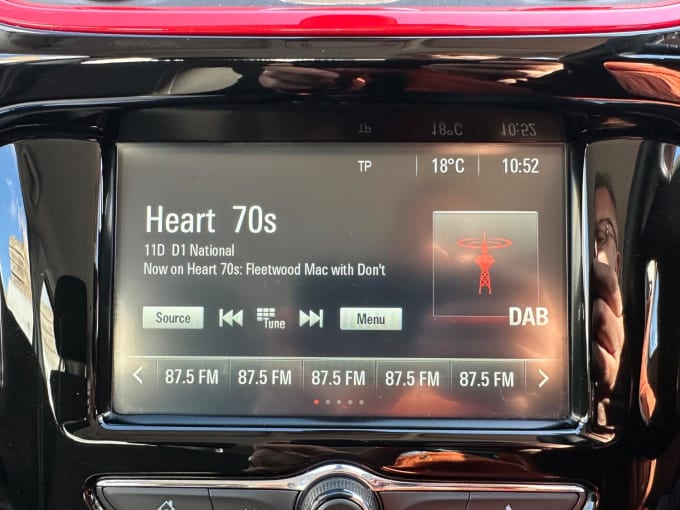 TP 18°C 10:52
Heart 70s
11D D1 National
Now on Heart 70s: Fleetwood Mac with Don't
DAB
Source Tune Menu
87.5 FM 87.5 FM 87.5 FM 87.5 FM 87.5 FM